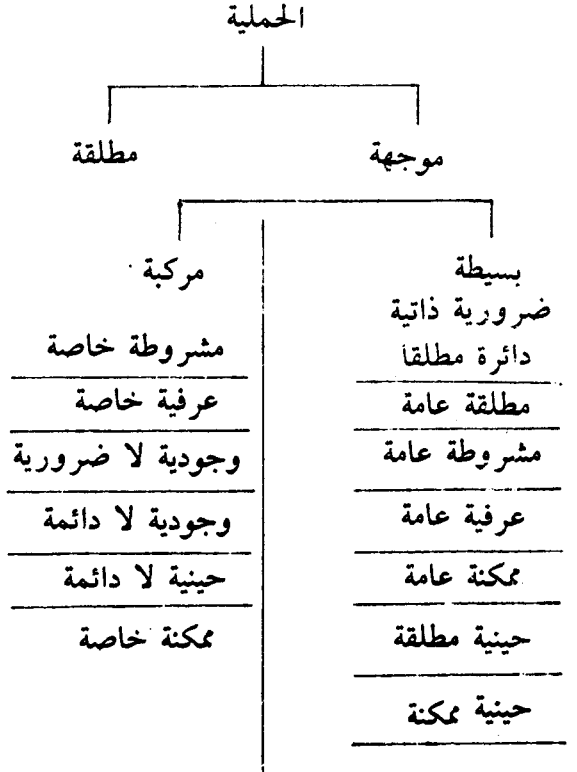 الحملية
موجهة
مطلقة
بسيطة
ضرورية ذاتية
دائرة مطلقا
مطلقة عامة
مشروطة عامة
عرفية عامة
ممكنة عامة
حينية مطلقة
حينية ممكنة
مركبة
مشروطة خاصة
عرفية خاصة
وجودية لا ضرورية
وجودية لا دائمة
حينية لا دائمة
ممكنة خاصة